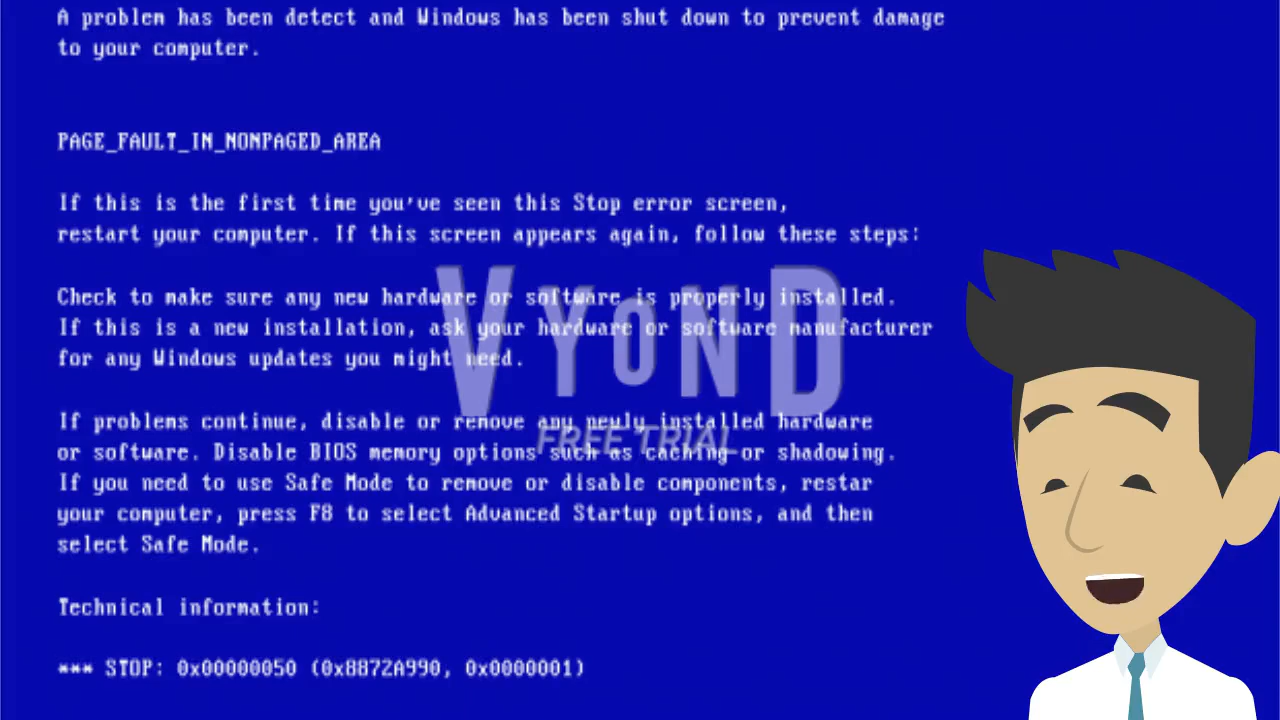 A problem has been detect and Windows has been shut down to prevent damage
to your computer.
PAGE_FAULT_IN_NONPAGED_AREA
If this is the first time you've seen this Stop error screen,
restart your computer. If this screen appears again, follow these steps:
Check to make sure any new hardware or software is properly installed.
If this is a new installation, ask your hardware or software manufacturer
for any Windows updates you might need.
VYOND
FREE TRIAL
If problems continue, disable or remove any newly installed hardware
or software. Disable BIOS memory options such as caching or shadowing.
If you need to use Safe Mode to remove or disable components, restar
your computer, press F8 to select Advanced Startup options, and then
select Safe Mode.
Technical information:
*** STOP: 0x00000050 (0x8872A990, 0x0000001)